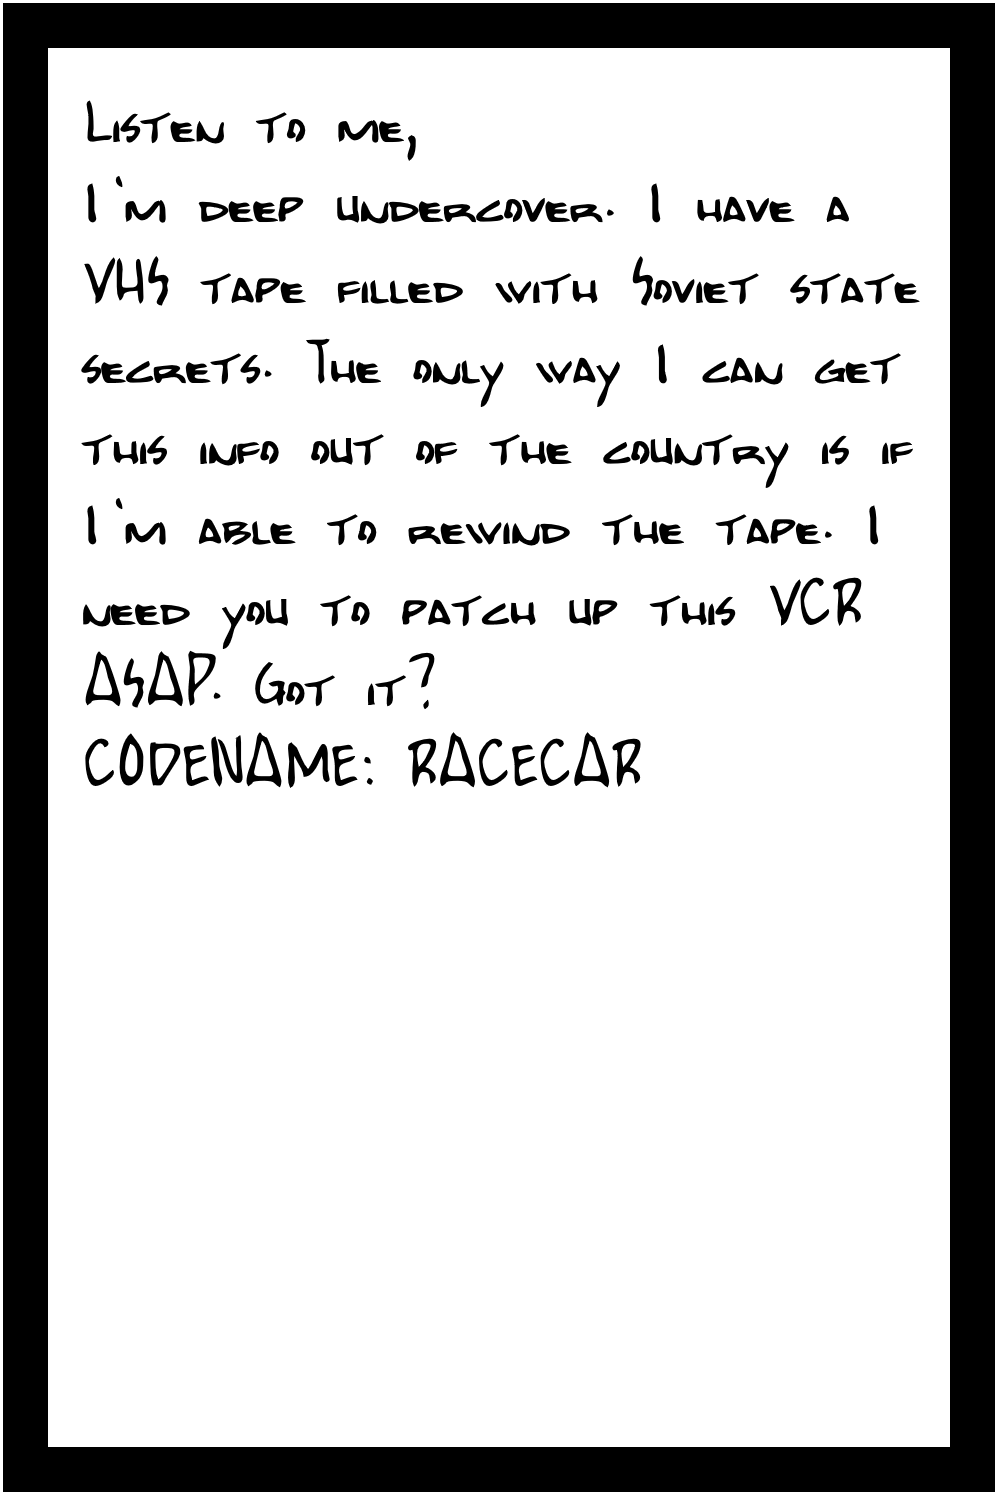 Listen to me,
I'm deep undercover. I have a
VHS tape filled with Soviet state
secrets. The only way I can get
this info out of the country is if
I'm able to rewind the tape. I
need you to patch up this VCR
ASAP. Got it?
CODENAME: RACECAR